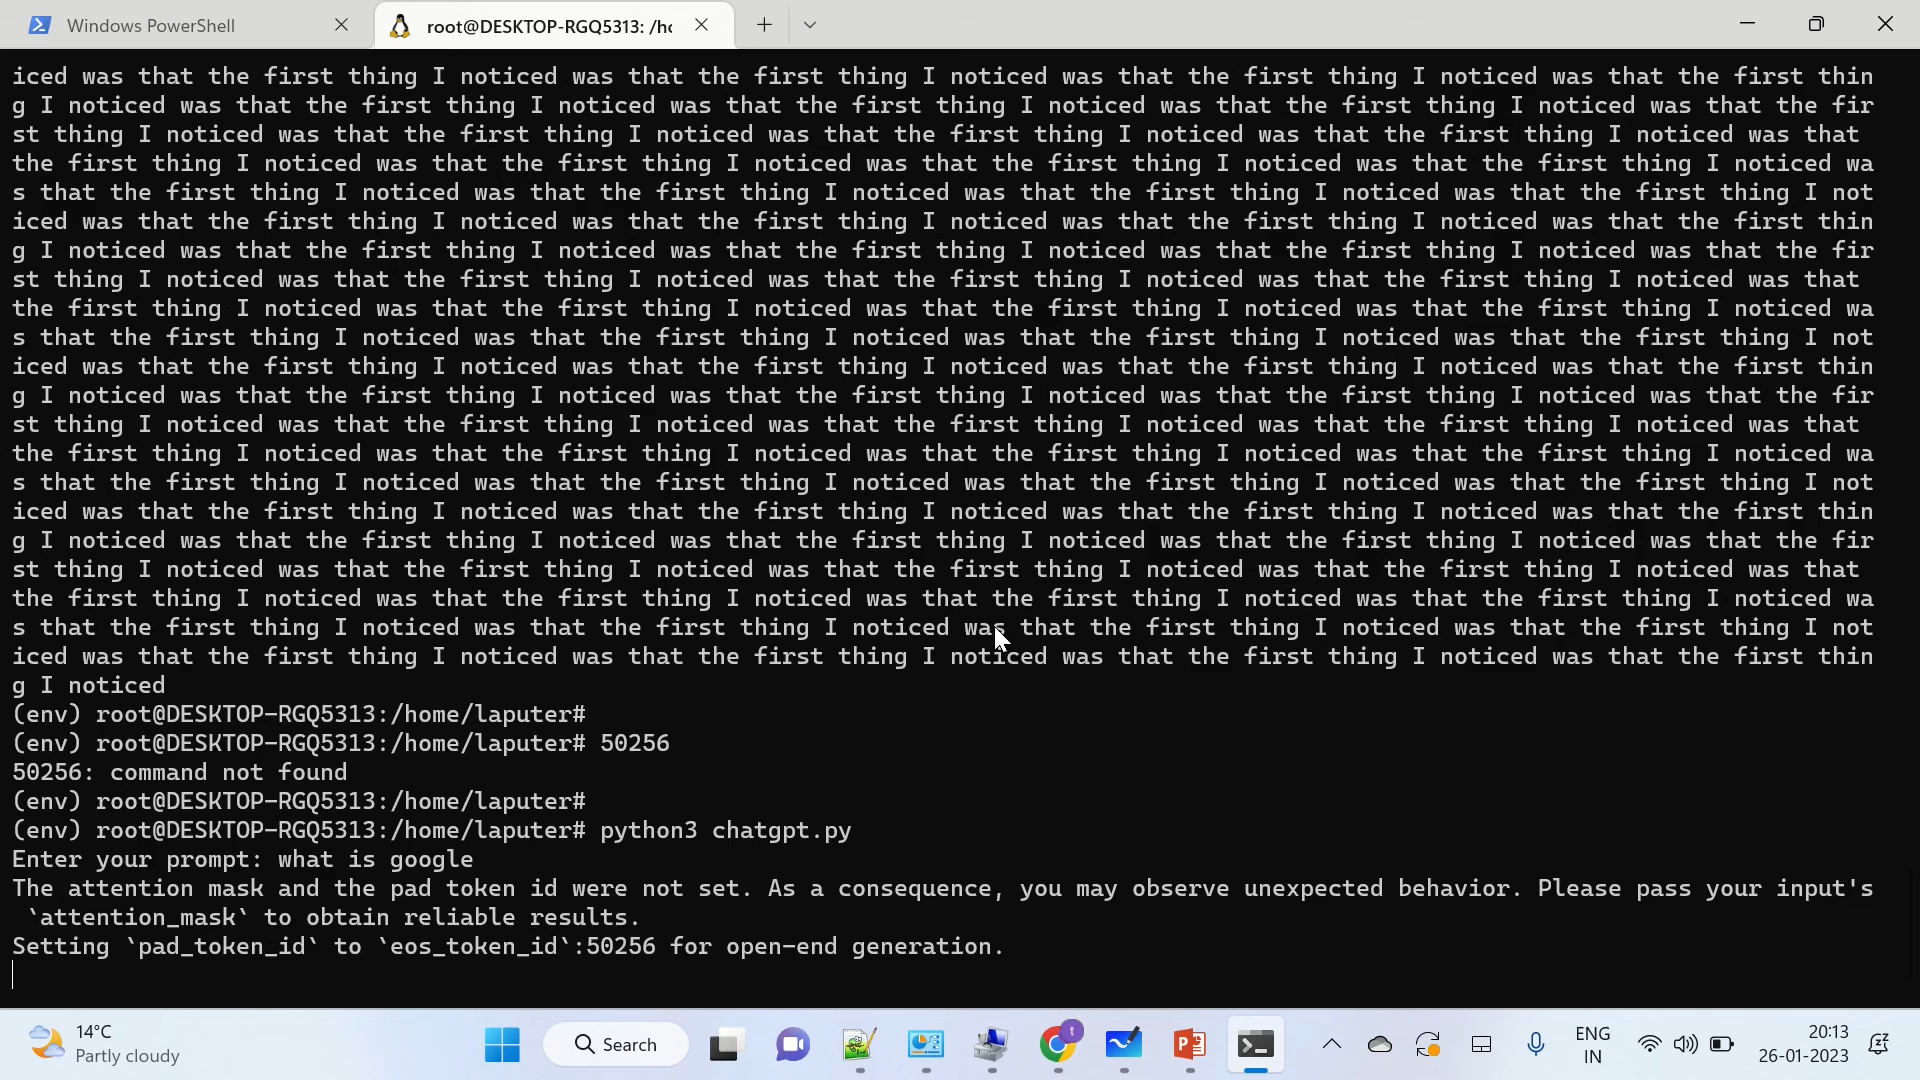 Windows PowerShell
root@DESKTOP-RGQ5313: /hc
iced was that the first thing I noticed was that the first thing I noticed was that the first thing I noticed was that the first thin
g I noticed was that the first thing I noticed was that the first thing I noticed was that the first thing I noticed was that the fir
st thing I noticed was that the first thing I noticed was that the first thing I noticed was that the first thing I noticed was that
the first thing I noticed was that the first thing I noticed was that the first thing I noticed was that the first thing I noticed wa
s that the first thing I noticed was that the first thing I noticed was that the first thing I noticed was that the first thing I not
iced was that the first thing I noticed was that the first thing I noticed was that the first thing I noticed was that the first thin
g I noticed was that the first thing I noticed was that the first thing I noticed was that the first thing I noticed was that the fir
st thing I noticed was that the first thing I noticed was that the first thing I noticed was that the first thing I noticed was that
the first thing I noticed was that the first thing I noticed was that the first thing I noticed was that the first thing I noticed wa
s that the first thing I noticed was that the first thing I noticed was that the first thing I noticed was that the first thing I not
iced was that the first thing I noticed was that the first thing I noticed was that the first thing I noticed was that the first thin
g I noticed was that the first thing I noticed was that the first thing I noticed was that the first thing I noticed was that the fir
st thing I noticed was that the first thing I noticed was that the first thing I noticed was that the first thing I noticed was that
the first thing I noticed was that the first thing I noticed was that the first thing I noticed was that the first thing I noticed wa
s that the first thing I noticed was that the first thing I noticed was that the first thing I noticed was that the first thing I not
iced was that the first thing I noticed was that the first thing I noticed was that the first thing I noticed was that the first thin
g I noticed was that the first thing I noticed was that the first thing I noticed was that the first thing I noticed was that the fir
st thing I noticed was that the first thing I noticed was that the first thing I noticed was that the first thing I noticed was that
the first thing I noticed was that the first thing I noticed was that the first thing I noticed was that the first thing I noticed wa
s that the first thing I noticed was that the first thing I noticed was that the first thing I noticed was that the first thing I not
iced was that the first thing I noticed was that the first thing I noticed was that the first thing I noticed was that the first thin
g I noticed
(env) root@DESKTOP-RGQ5313:/home/laputer#
(env) root@DESKTOP-RGQ5313:/home/laputer# 50256
50256: command not found
(env) root@DESKTOP-RGQ5313:/home/laputer#
(env) root@DESKTOP-RGQ5313:/home/laputer# python3 chatgpt.py
Enter your prompt: what is google
The attention mask and the pad token id were not set. As a consequence, you may observe unexpected behavior. Please pass your input's
`attention_mask` to obtain reliable results.
Setting `pad_token_id` to `eos_token_id`:50256 for open-end generation.
14°C
Partly cloudy
Search
t
ENG
IN
20:13
26-01-2023